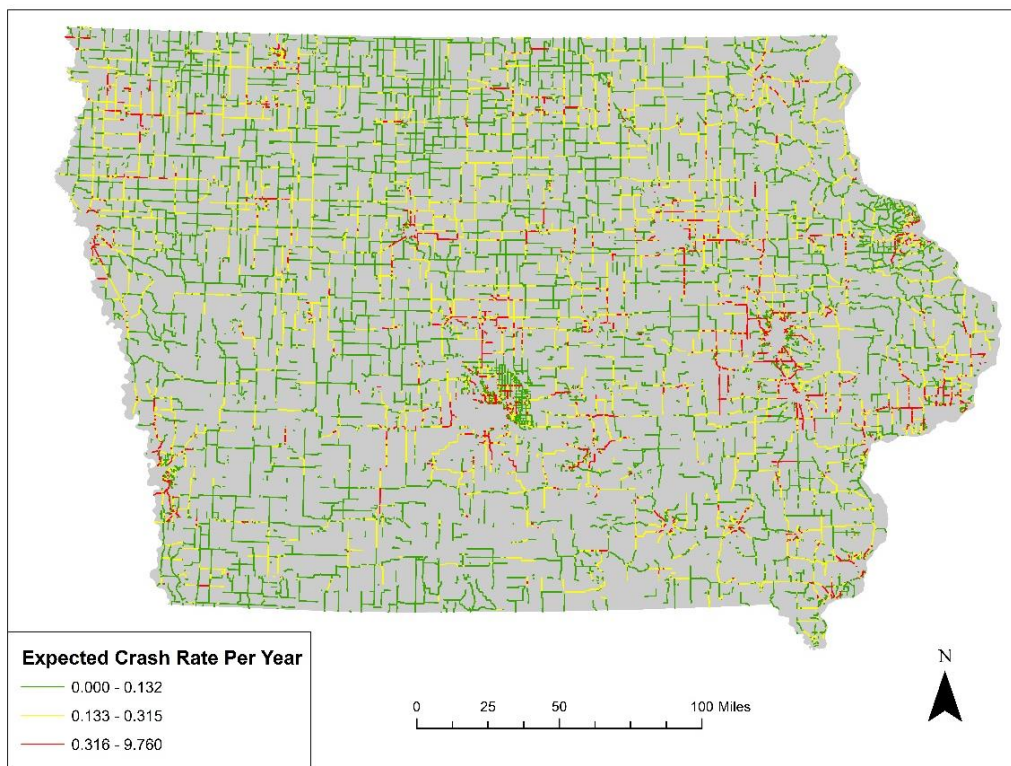 Expected Crash Rate Per Year
0.000 - 0.132
0.133 - 0.315
0.316 - 9.760
0 25 50 100 Miles
N